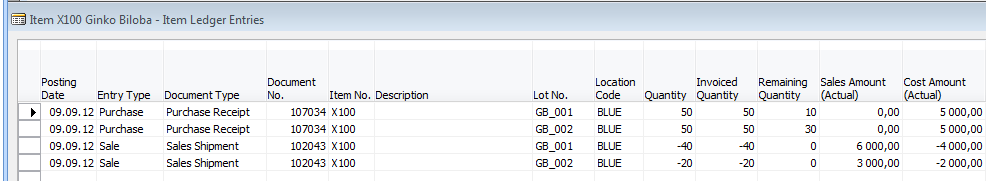 Item X100 Ginko Biloba - Item Ledger Entries
Posting Date Entry Type Document Type Document No. Item No. Description Lot No. Location Code Quantity Invoiced Quantity Remaining Quantity Sales Amount (Actual) Cost Amount (Actual)
09.09.12 Purchase Purchase Receipt 107034 X100 GB_001 BLUE 50 50 10 0,00 5 000,00
09.09.12 Purchase Purchase Receipt 107034 X100 GB_002 BLUE 50 50 30 0,00 5 000,00
09.09.12 Sale Sales Shipment 102043 X100 GB_001 BLUE -40 -40 0 6 000,00 -4 000,00
09.09.12 Sale Sales Shipment 102043 X100 GB_002 BLUE -20 -20 0 3 000,00 -2 000,00